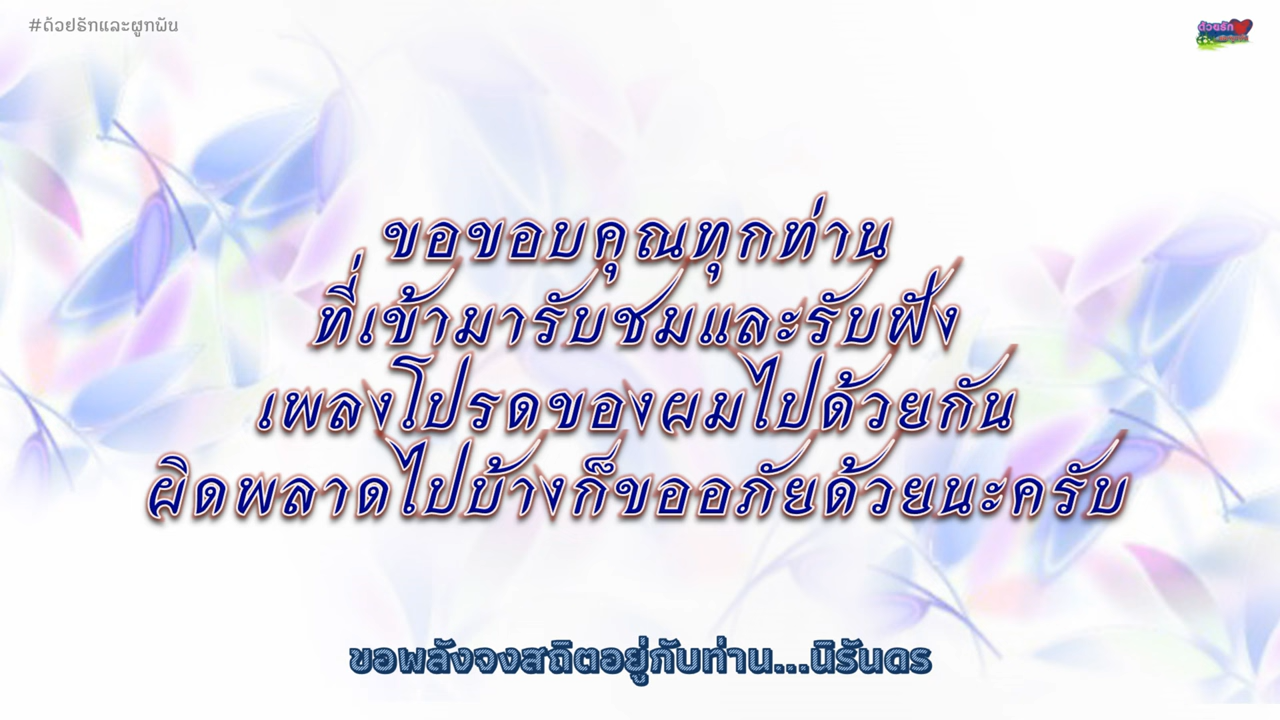 #ด้วยรักและผูกพัน
ด้วยรัก
ขอขอบคุณทุกท่าน
ที่เข้ามารับชมและรับฟัง
เพลงโปรดของผมไปด้วยกัน
ผิดพลาดไปบ้างก็ขออภัยด้วยนะครับ
ขอพลังจงสถิตอยู่กับท่าน...นิรันดร